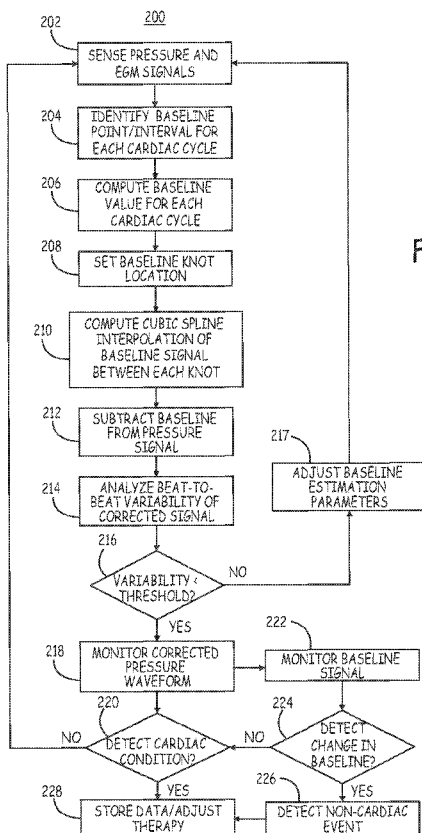 200
202
SENSE PRESSURE AND
EGM SIGNALS
204
IDENTIFY BASELINE
POINT/INTERVAL FOR
EACH CARDIAC CYCLE
206
COMPUTE BASELINE
VALUE FOR EACH
CARDIAC CYCLE
208
SET BASELINE KNOT
LOCATION
210
COMPUTE CUBIC SPLINE
INTERPOLATION OF
BASELINE SIGNAL
BETWEEN EACH KNOT
212
SUBTRACT BASELINE
FROM PRESSURE
SIGNAL
214
ANALYZE BEAT-TO-
BEAT VARIABILITY OF
CORRECTED SIGNAL
217
ADJUST BASELINE
ESTIMATION
PARAMETERS
216
VARIABILITY <
THRESHOLD?
NO
YES
218
MONITOR CORRECTED
PRESSURE
WAVEFORM
222
MONITOR BASELINE
SIGNAL
220
NO
DETECT CARDIAC
CONDITION?
NO
224
DETECT
CHANGE IN
BASELINE?
YES
YES
228
STORE DATA/ADJUST
THERAPY
226
DETECT NON-CARDIAC
EVENT
F